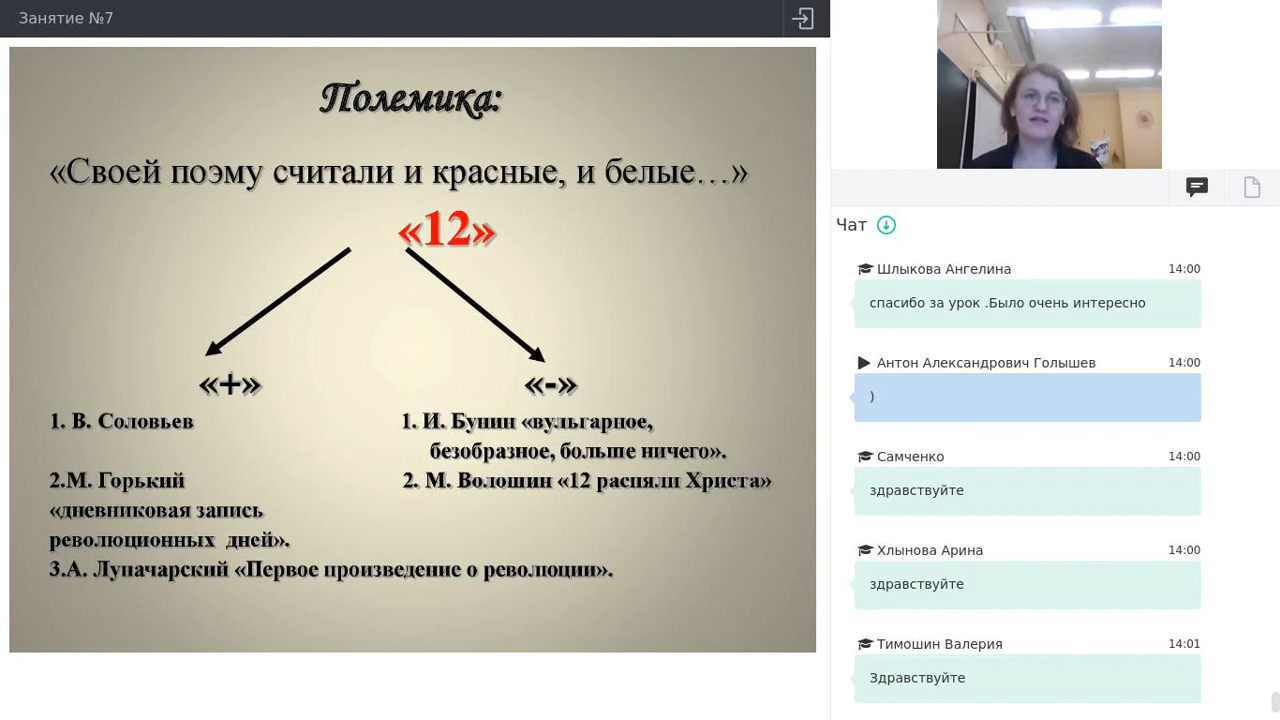 Занятие №7
Полемика:
«Своей поэму считали и красные, и белые…»
«12»
«+»
1. В. Соловьев
2.М. Горький
«дневниковая запись
революционных дней».
3.А. Луначарский «Первое произведение о революции».
«-»
1. И. Бунин «вульгарное,
безобразное, больше ничего».
2. М. Волошин «12 распяли Христа»
Чат
Шлыкова Ангелина 14:00
спасибо за урок .Было очень интересно
Антон Александрович Голышев 14:00
)
Самченко 14:00
здравствуйте
Хлынова Арина 14:00
здравствуйте
Тимошин Валерия 14:01
Здравствуйте